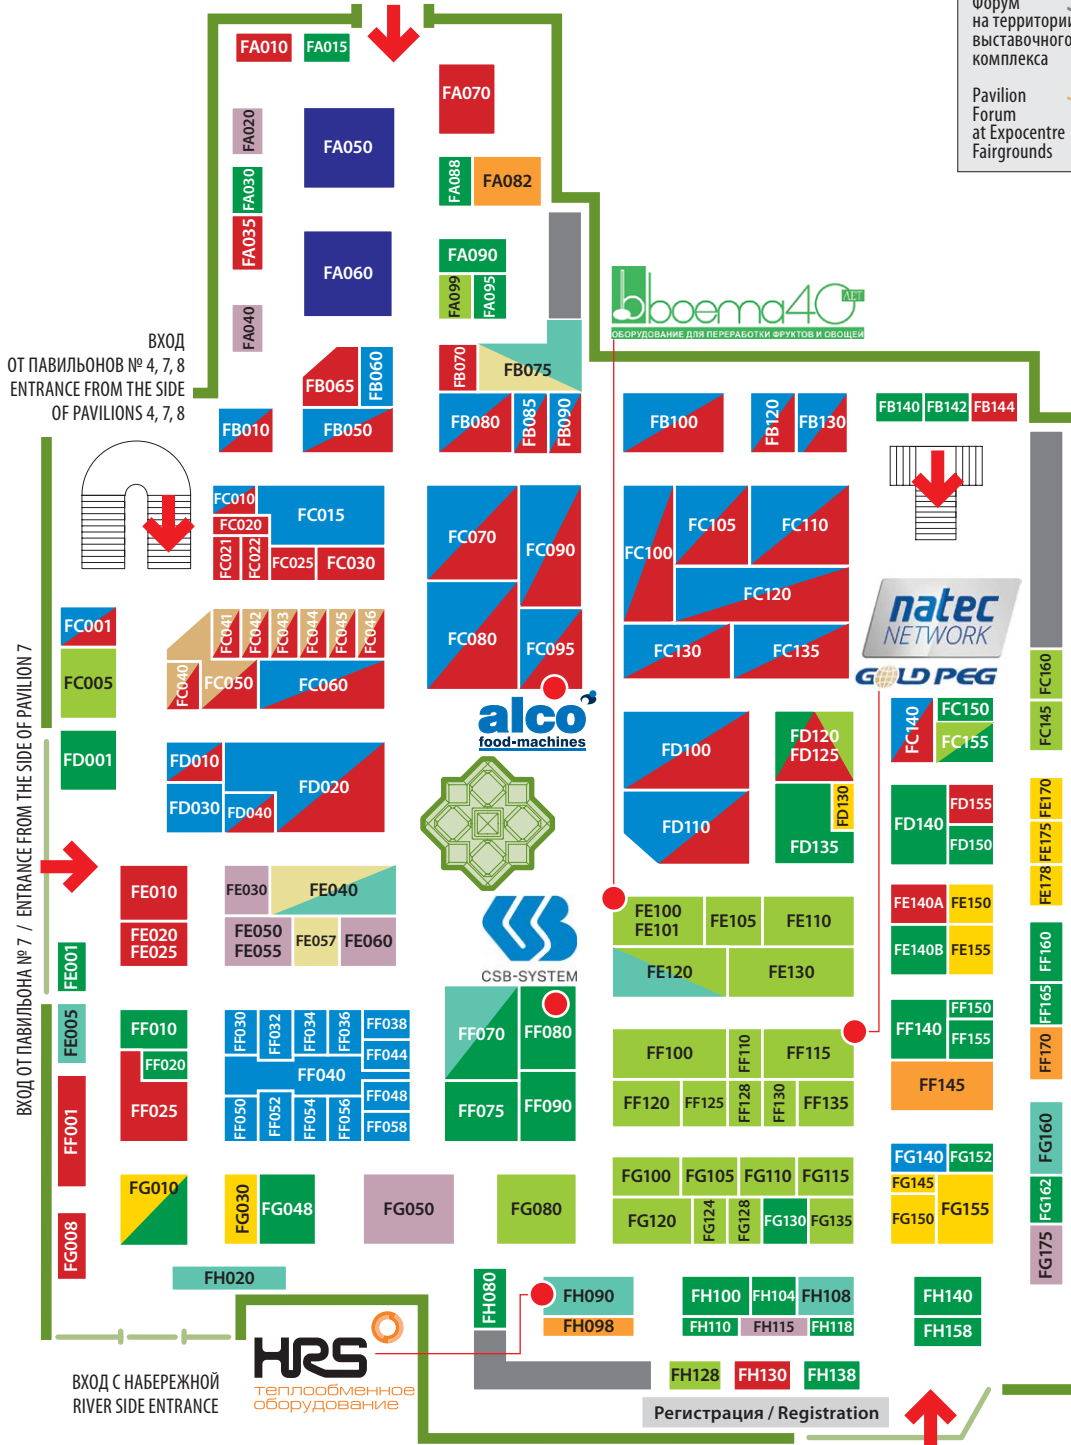 Форум
на территории
выставочного
комплекса
Pavilion
Forum
at Expocentre
Fairgrounds
FA010 FA015
FA070
FA020
FA050
FA088 FA082
FA030
FA035
FA060
FA090
FA099 FA095
FA040
boema 40 ЛЕТ
ОБОРУДОВАНИЕ ДЛЯ ПЕРЕРАБОТКИ ФРУКТОВ И ОВОЩЕЙ
ВХОД
ОТ ПАВИЛЬОНОВ № 4, 7, 8
ENTRANCE FROM THE SIDE
OF PAVILIONS 4, 7, 8
FB065 FB060 FB070 FB075
FB010 FB050 FB080 FB085 FB090 FB100 FB120 FB130 FB140 FB142 FB144
FC010 FC015
FC020
FC021 FC022 FC025 FC030
FC070 FC090
FC100 FC105 FC110
FC120
FC080 FC095
FC130 FC135
natec
NETWORK
GOLD PEG
FC001
FC005
FC041 FC042 FC043 FC044 FC045 FC046
FC040 FC050 FC060
FC160
FC145
FC140 FC150
FC155
alco
food-machines
FD001
FD010 FD020
FD030 FD040
FD100
FD110
FD120
FD125
FD130
FD135
FD140 FD155
FD150
FE170
FE175
FE178
ВХОД ОТ ПАВИЛЬОНА № 7 / ENTRANCE FROM THE SIDE OF PAVILION 7
FE010
FE020
FE025
FE030 FE040
FE050
FE055
FE057 FE060
CSB-SYSTEM
FE100
FE101
FE105 FE110
FE120 FE130
FE140A FE150
FE140B FE155
FE001
FE005
FF160
FF165
FF170
FF010
FF020
FF025
FF030 FF032 FF034 FF036 FF038
FF044
FF040
FF048
FF050 FF052 FF054 FF056 FF058
FF070 FF080
FF075 FF090
FF100 FF110 FF115
FF120 FF125 FF128 FF130 FF135
FF140 FF150
FF155
FF145
FF001
FG008
FG010 FG030 FG048 FG050 FG080
FG100 FG105 FG110 FG115
FG120 FG124 FG128 FG130 FG135
FG140 FG152
FG145
FG150 FG155
FG160
FG162
FG175
FH020 FH080 FH090
FH098
FH100 FH104 FH108
FH110 FH115 FH118
FH140
FH158
HRS
теплообменное
оборудование
FH128 FH130 FH138
ВХОД С НАБЕРЕЖНОЙ
RIVER SIDE ENTRANCE
Регистрация / Registration